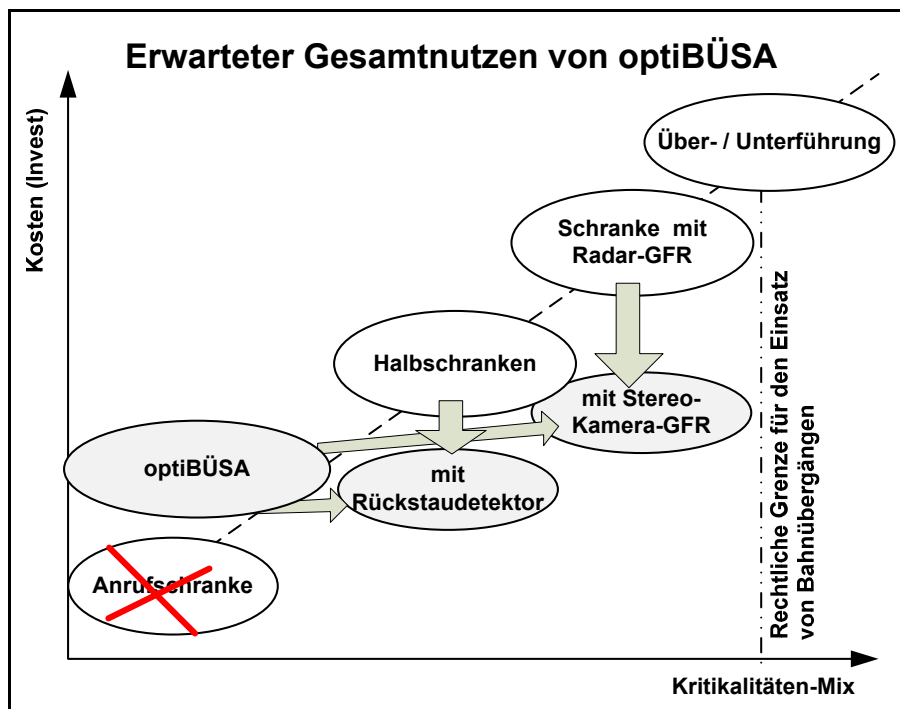 Erwarteter Gesamtnutzen von optiBÜSA
Kosten (Invest)
Über- / Unterführung
Schranke mit
Radar-GFR
Halbschranken
mit Stereo-
Kamera-GFR
optiBÜSA
mit
Rückstaudetektor
Anrufschranke
Rechtliche Grenze für den Einsatz
von Bahnübergängen
Kritikalitäten-Mix